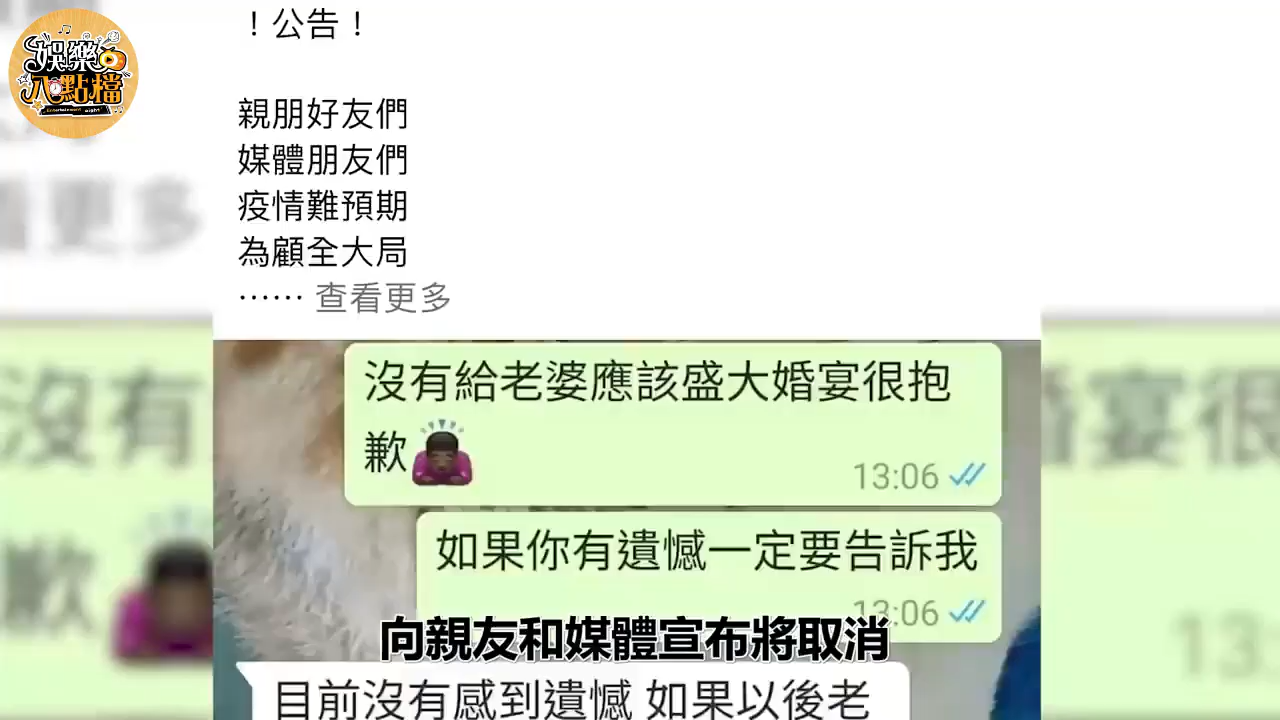 娛樂
八點檔
！公告！
親朋好友們
媒體朋友們
疫情難預期
為顧全大局
…… 查看更多
沒有給老婆應該盛大婚宴很抱
歉
13:06
如果你有遺憾一定要告訴我
13:06
向親友和媒體宣布將取消
目前沒有感到遺憾 如果以後老